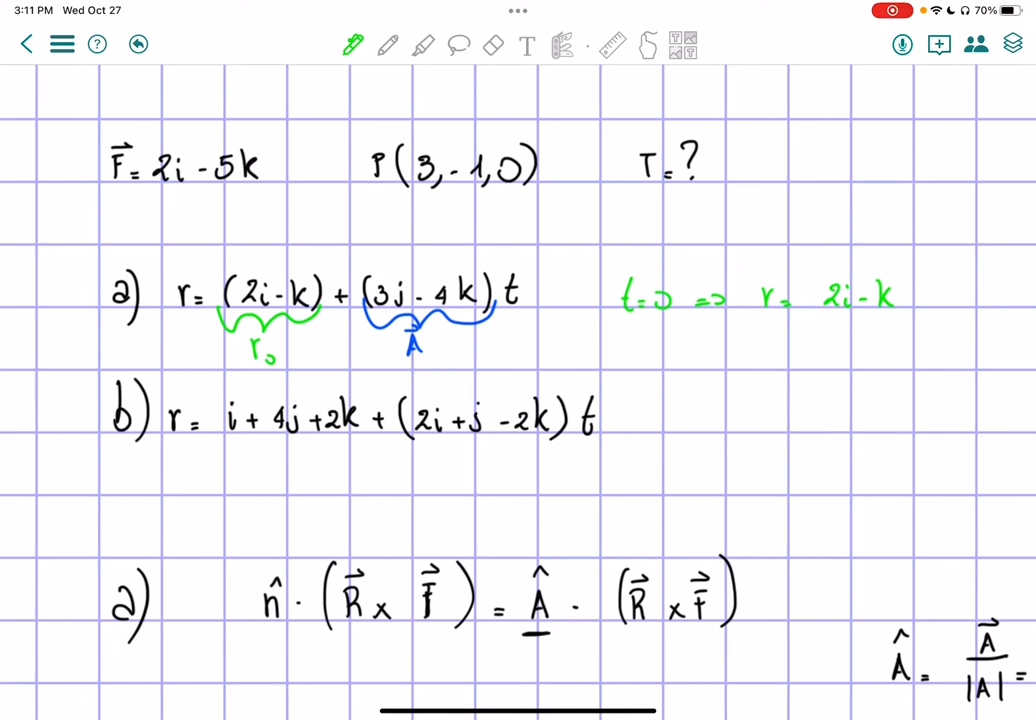 3:11 PM Wed Oct 27 70%
F⃗ = 2i - 5k P(3,-1,0) T = ?
a) r = (2i - k) + (3j - 4k) t t = 0 => r = 2i - k
r₀ A⃗
b) r = i + 4j + 2k + (2i + j - 2k) t
a) n̂ · (R⃗ × F⃗) = Â · (R⃗ × F⃗)
Â = A⃗ / |A| =